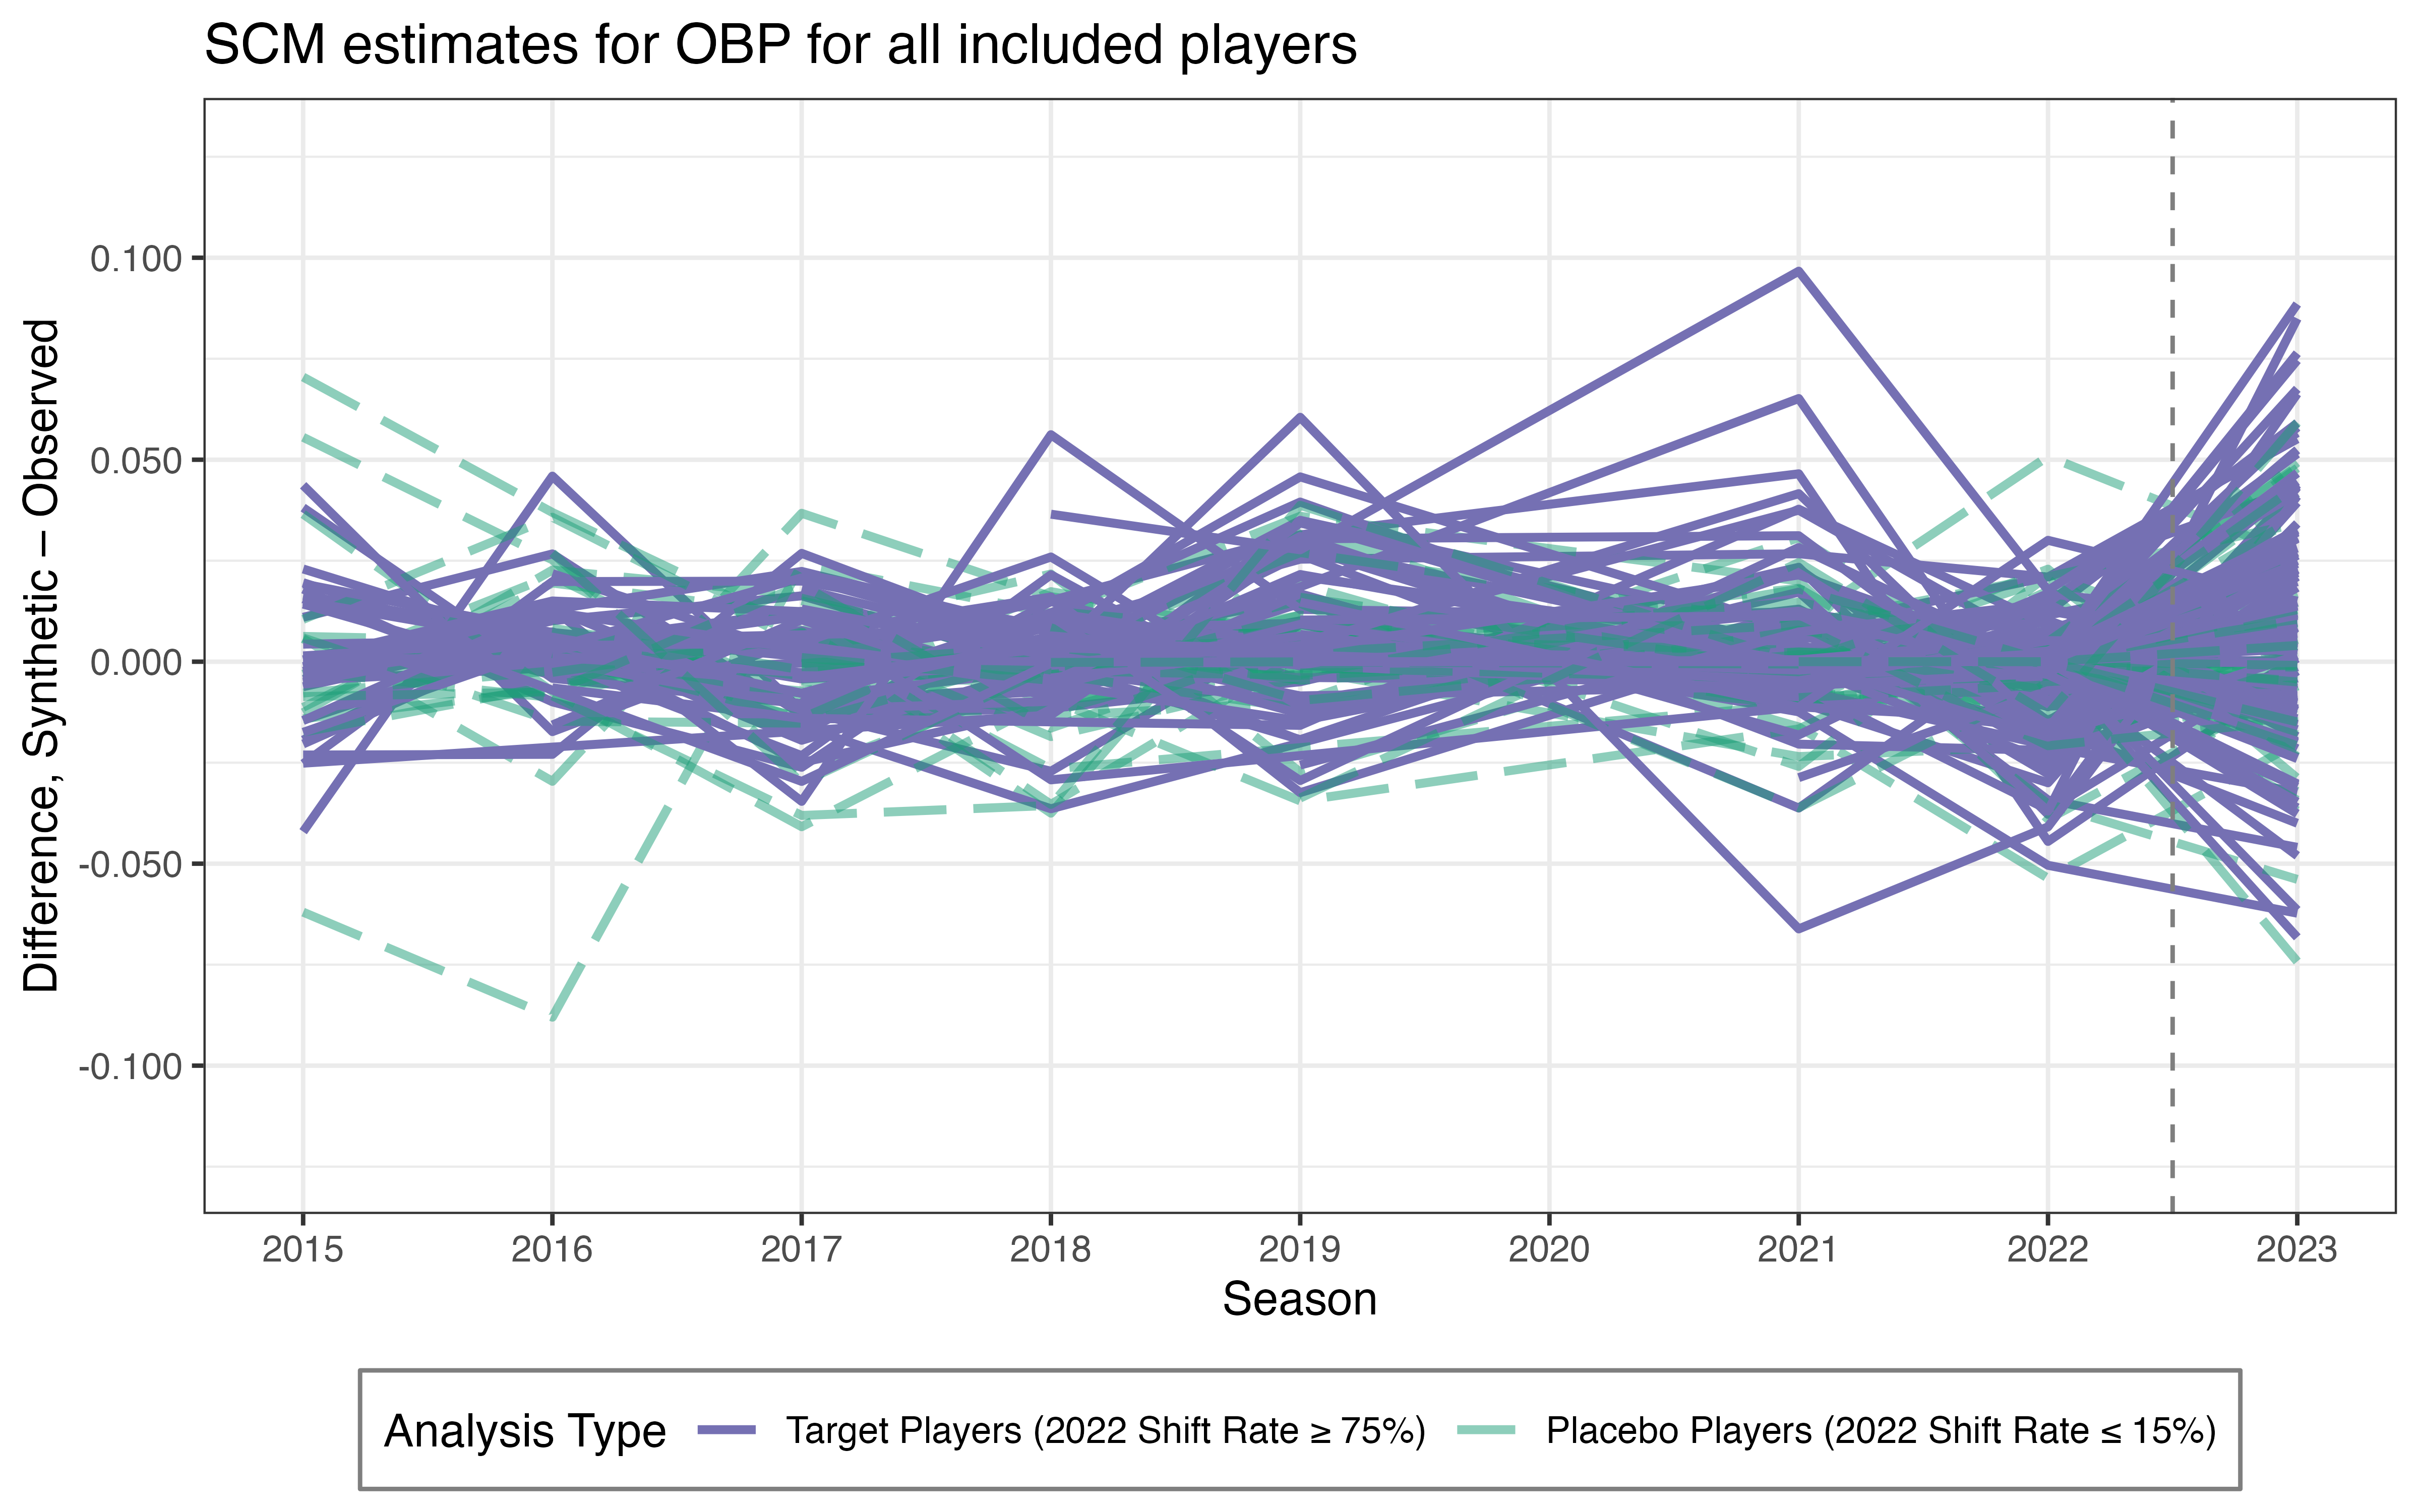 SCM estimates for OBP for all included players
Difference, Synthetic – Observed
0.100
0.050
0.000
-0.050
-0.100
2015 2016 2017 2018 2019 2020 2021 2022 2023
Season
Analysis Type Target Players (2022 Shift Rate ≥ 75%) Placebo Players (2022 Shift Rate ≤ 15%)